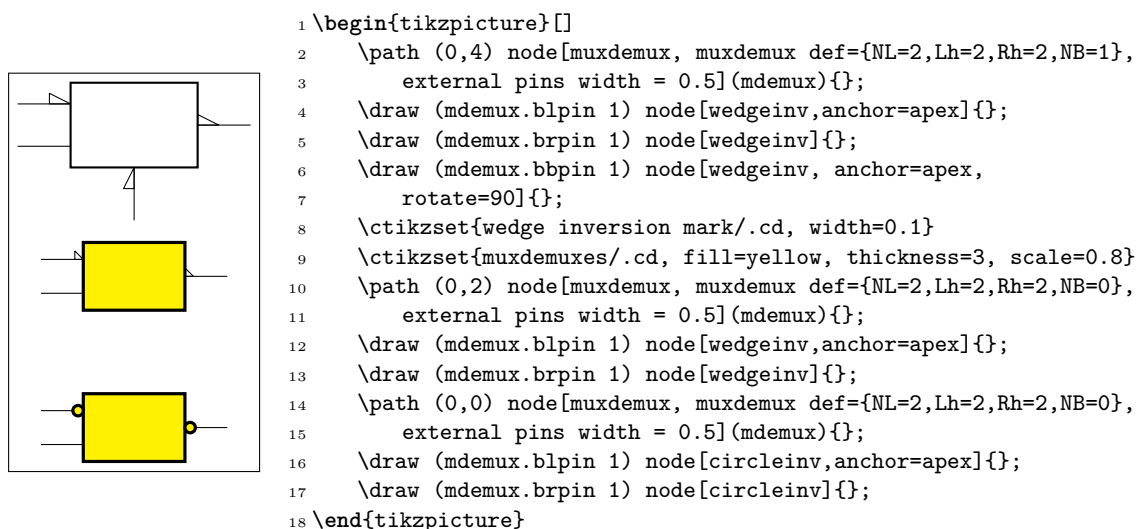 1 \begin{tikzpicture}[]
2 \path (0,4) node[muxdemux, muxdemux def={NL=2,Lh=2,Rh=2,NB=1},
3 external pins width = 0.5](mdemux){};
4 \draw (mdemux.blpin 1) node[wedgeinv,anchor=apex]{};
5 \draw (mdemux.brpin 1) node[wedgeinv]{};
6 \draw (mdemux.bbpin 1) node[wedgeinv, anchor=apex,
7 rotate=90]{};
8 \ctikzset{wedge inversion mark/.cd, width=0.1}
9 \ctikzset{muxdemuxes/.cd, fill=yellow, thickness=3, scale=0.8}
10 \path (0,2) node[muxdemux, muxdemux def={NL=2,Lh=2,Rh=2,NB=0},
11 external pins width = 0.5](mdemux){};
12 \draw (mdemux.blpin 1) node[wedgeinv,anchor=apex]{};
13 \draw (mdemux.brpin 1) node[wedgeinv]{};
14 \path (0,0) node[muxdemux, muxdemux def={NL=2,Lh=2,Rh=2,NB=0},
15 external pins width = 0.5](mdemux){};
16 \draw (mdemux.blpin 1) node[circleinv,anchor=apex]{};
17 \draw (mdemux.brpin 1) node[circleinv]{};
18 \end{tikzpicture}